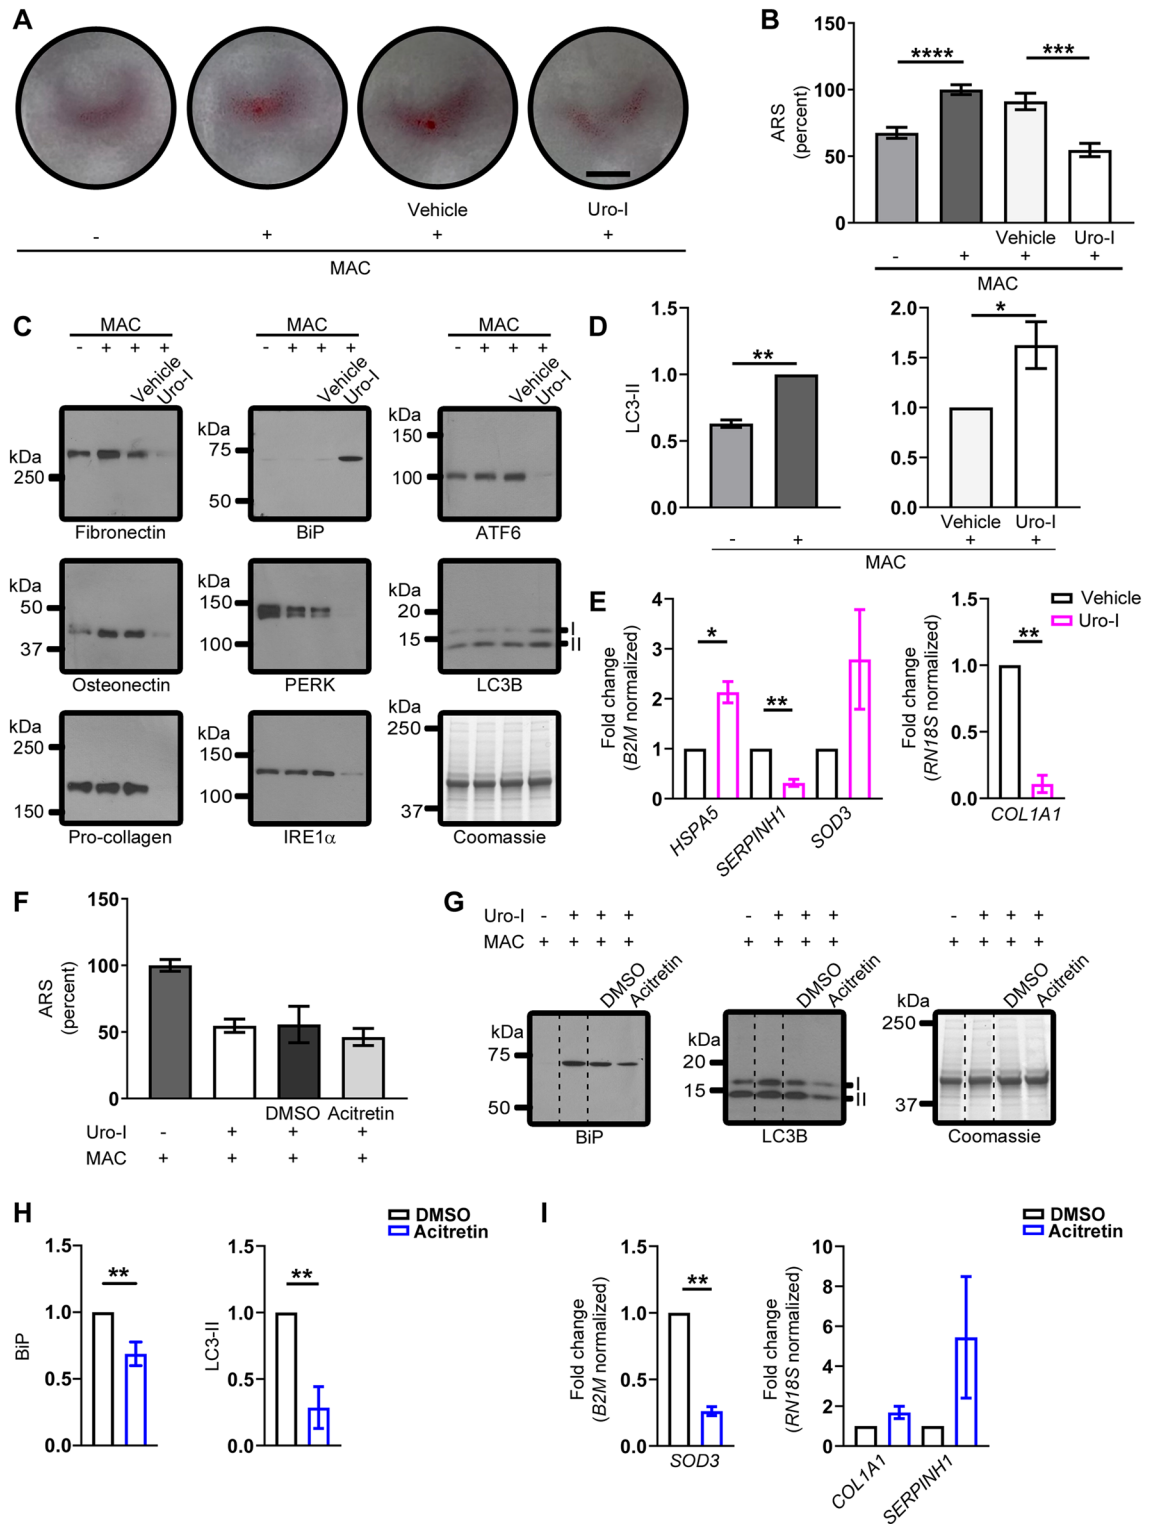 A
Vehicle Uro-I
- + + +
MAC
B
150
100
50
0
ARS
(percent)
****
***
Vehicle Uro-I
- + + +
MAC
C
MAC
- + + +
Vehicle
Uro-I
kDa
250
Fibronectin
MAC
- + + +
Vehicle
Uro-I
kDa
75
50
BiP
MAC
- + + +
Vehicle
Uro-I
kDa
150
100
ATF6
kDa
50
37
Osteonectin
kDa
150
100
PERK
kDa
20
15
I
II
LC3B
kDa
250
150
Pro-collagen
kDa
150
100
IRE1α
kDa
250
37
Coomassie
D
LC3-II
1.5
1.0
0.5
0.0
**
- +
2.0
1.5
1.0
0.5
0.0
*
Vehicle Uro-I
+ +
MAC
E
Fold change
(B2M normalized)
4
3
2
1
0
*
**
HSPA5
SERPINH1
SOD3
Fold change
(RN18S normalized)
1.5
1.0
0.5
0.0
**
COL1A1
Vehicle
Uro-I
F
ARS
(percent)
150
100
50
0
DMSO Acitretin
Uro-I - + + +
MAC + + + +
G
Uro-I - + + +
MAC + + + +
DMSO
Acitretin
kDa
75
50
BiP
- + + +
+ + + +
DMSO
Acitretin
kDa
20
15
I
II
LC3B
- + + +
+ + + +
DMSO
Acitretin
kDa
250
37
Coomassie
H
DMSO
Acitretin
BiP
1.5
1.0
0.5
0.0
**
LC3-II
1.5
1.0
0.5
0.0
**
I
DMSO
Acitretin
Fold change
(B2M normalized)
1.5
1.0
0.5
0.0
**
SOD3
Fold change
(RN18S normalized)
10
8
6
4
2
0
COL1A1
SERPINH1